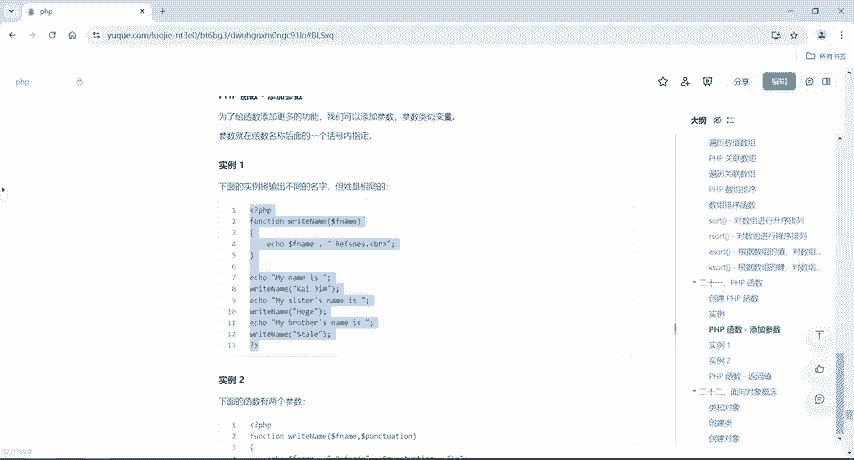 php
yuque.com/luojie-nt3e0/bt6bg3/
所有书签
php
分享
编辑
PHP 函数 - 添加参数
为了给函数添加更多的功能，我们可以添加参数，参数类似变量。
参数就在函数名称后面的一个括号内指定。
实例 1
下面的实例将输出不同的名字，但姓是相同的：
1 <?php
2 function writeName($fname)
3 {
4 echo $fname . " Refsnes.<br>";
5 }
6
7 echo "My name is ";
8 writeName("Kai Jim");
9 echo "My sister's name is ";
10 writeName("Hege");
11 echo "My brother's name is ";
12 writeName("Stale");
13 ?>
实例 2
下面的函数有两个参数：
1 <?php
2 function writeName($fname,$punctuation)
3 {
大纲
遍历数值数组
PHP 关联数组
遍历关联数组
PHP 数组排序
数组排序函数
sort() - 对数组进行升序排列
rsort() - 对数组进行降序排列
asort() - 根据数组的值，对数组...
ksort() - 根据数组的键，对数组...
二十一、PHP 函数
创建 PHP 函数
实例
PHP 函数 - 添加参数
实例 1
实例 2
PHP 函数 - 返回值
二十二、面向对象概念
类和对象
创建类
创建对象